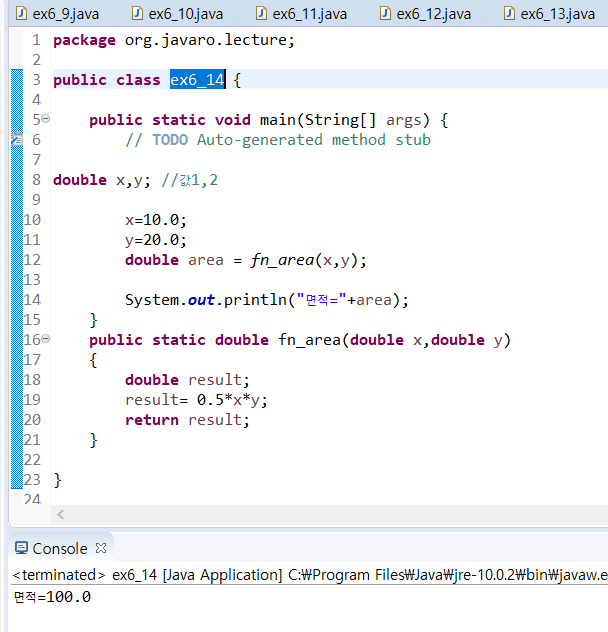 ex6_9.java ex6_10.java ex6_11.java ex6_12.java ex6_13.java
1 package org.javaro.lecture;
2
3 public class ex6_14 {
4
5 public static void main(String[] args) {
6 // TODO Auto-generated method stub
7
8 double x,y; //값1,2
9
10 x=10.0;
11 y=20.0;
12 double area = fn_area(x,y);
13
14 System.out.println("면적="+area);
15 }
16 public static double fn_area(double x,double y)
17 {
18 double result;
19 result= 0.5*x*y;
20 return result;
21 }
22
23 }
24
Console
<terminated> ex6_14 [Java Application] C:₩Program Files₩Java₩jre-10.0.2₩bin₩javaw.e
면적=100.0